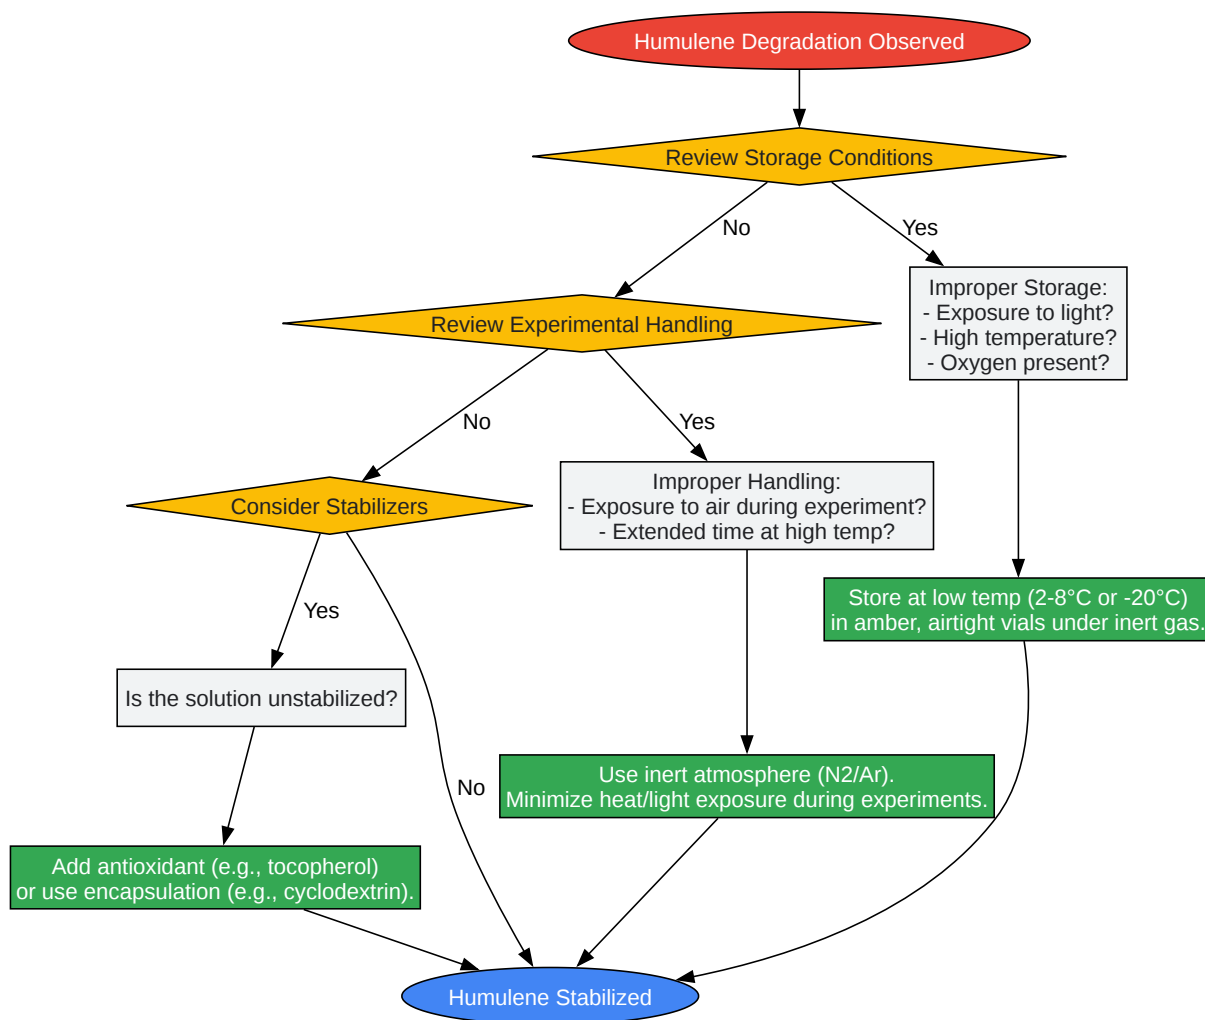 Humulene Degradation Observed
Review Storage Conditions
No
Yes
Improper Storage:
- Exposure to light?
- High temperature?
- Oxygen present?
Review Experimental Handling
No
Yes
Improper Handling:
- Exposure to air during experiment?
- Extended time at high temp?
Consider Stabilizers
Store at low temp (2-8°C or -20°C)
in amber, airtight vials under inert gas.
Yes
Is the solution unstabilized?
No
Use inert atmosphere (N2/Ar).
Minimize heat/light exposure during experiments.
Add antioxidant (e.g., tocopherol)
or use encapsulation (e.g., cyclodextrin).
Humulene Stabilized